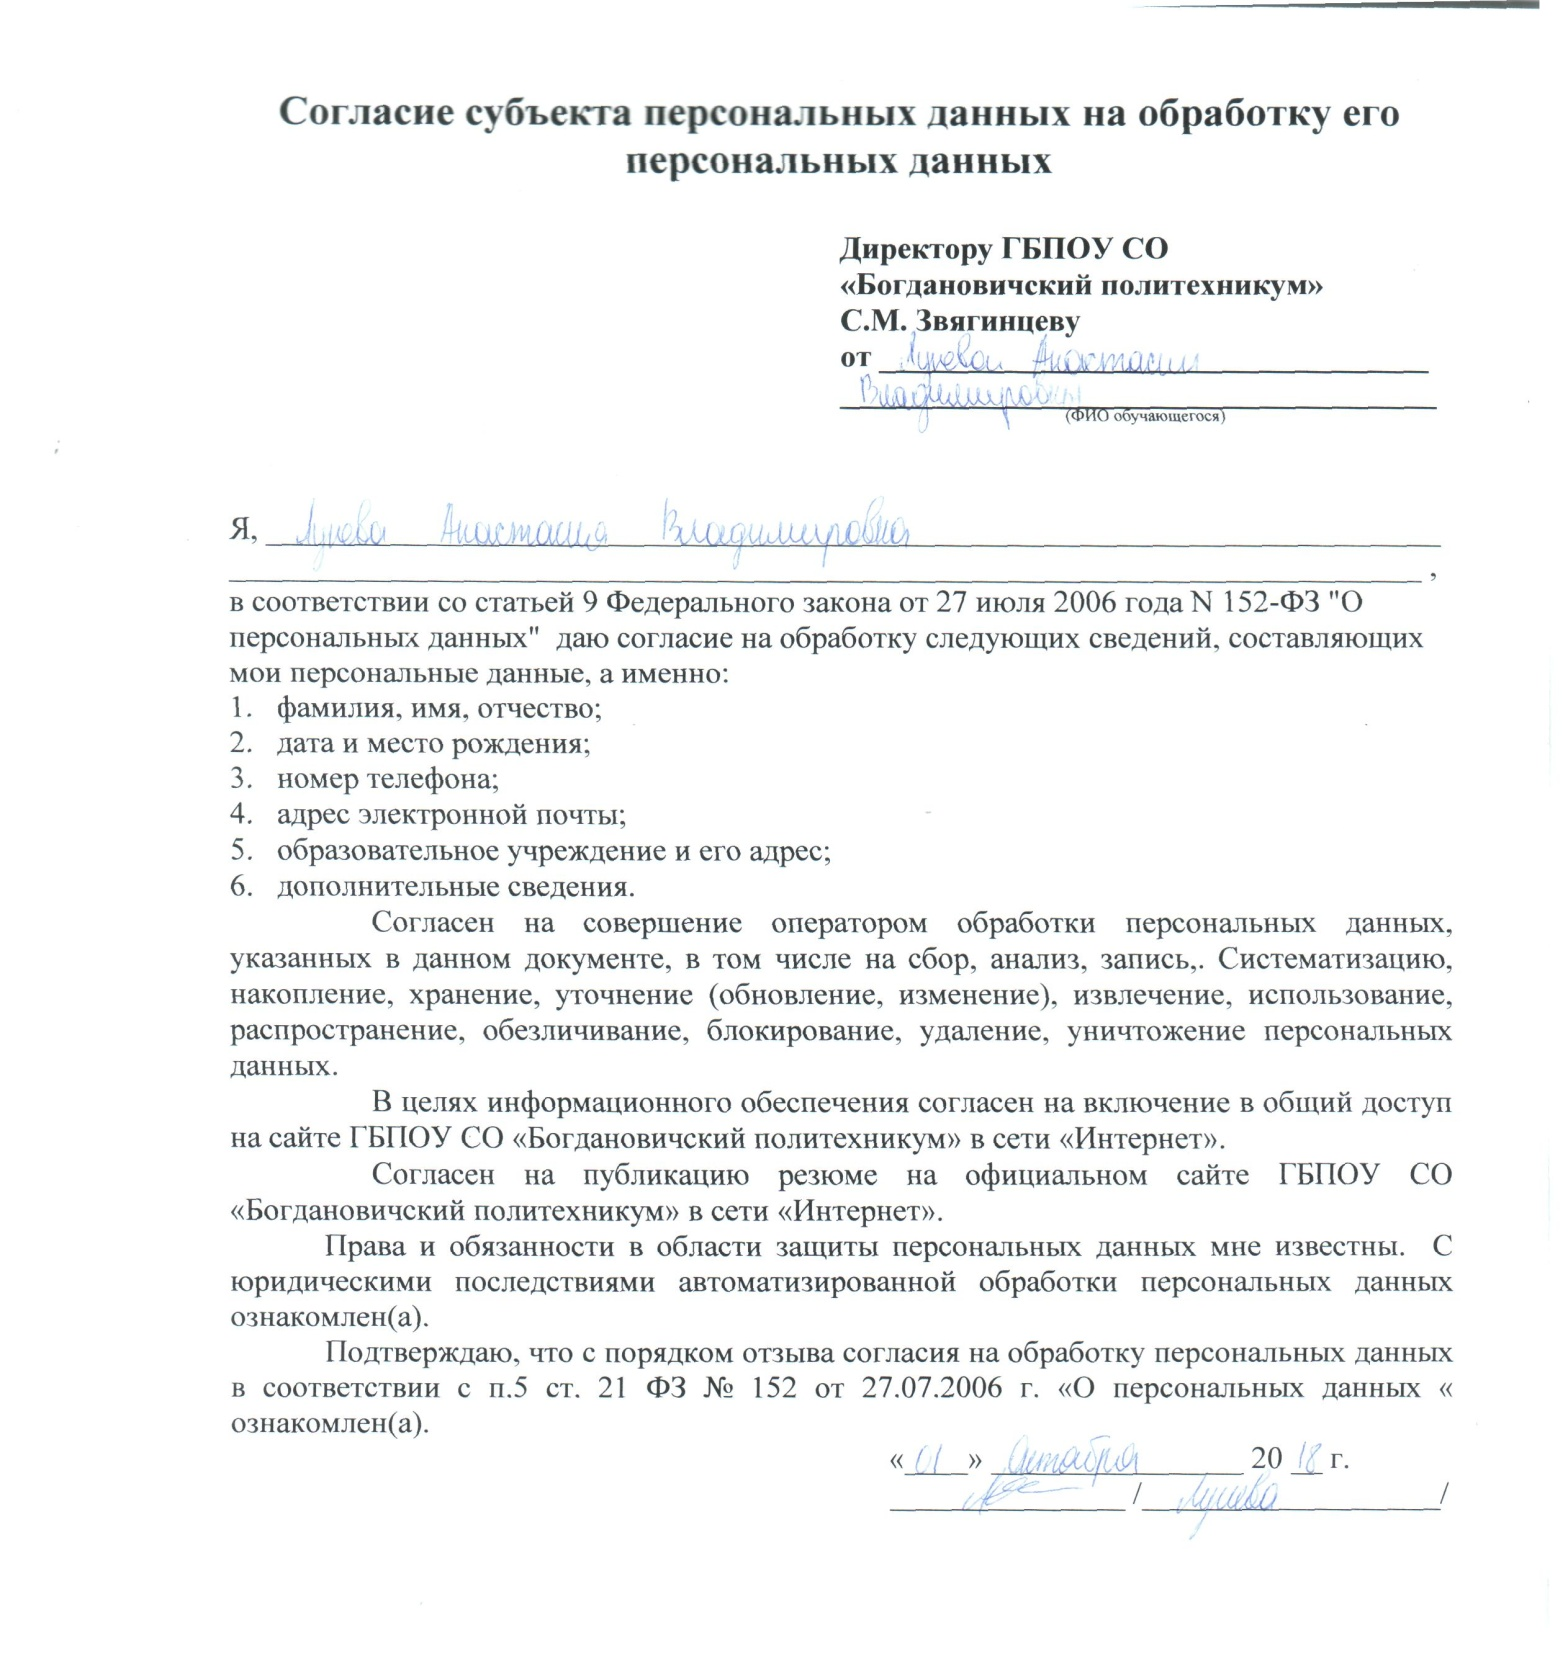 Согласие субъекта персональных данных на обработку его
персональных данных
Директору ГБПОУ СО
«Богдановичский политехникум»
С.М. Звягинцеву
от Анастасии
Владимировны
(ФИО обучающегося)
Я, Анастасия Владимировна
,
в соответствии со статьей 9 Федерального закона от 27 июля 2006 года N 152-ФЗ "О
персональных данных" даю согласие на обработку следующих сведений, составляющих
мои персональные данные, а именно:
1. фамилия, имя, отчество;
2. дата и место рождения;
3. номер телефона;
4. адрес электронной почты;
5. образовательное учреждение и его адрес;
6. дополнительные сведения.
Согласен на совершение оператором обработки персональных данных,
указанных в данном документе, в том числе на сбор, анализ, запись,. Систематизацию,
накопление, хранение, уточнение (обновление, изменение), извлечение, использование,
распространение, обезличивание, блокирование, удаление, уничтожение персональных
данных.
В целях информационного обеспечения согласен на включение в общий доступ
на сайте ГБПОУ СО «Богдановичский политехникум» в сети «Интернет».
Согласен на публикацию резюме на официальном сайте ГБПОУ СО
«Богдановичский политехникум» в сети «Интернет».
Права и обязанности в области защиты персональных данных мне известны. С
юридическими последствиями автоматизированной обработки персональных данных
ознакомлен(а).
Подтверждаю, что с порядком отзыва согласия на обработку персональных данных
в соответствии с п.5 ст. 21 ФЗ № 152 от 27.07.2006 г. «О персональных данных «
ознакомлен(а).
«01» Октября 20 18 г.
/ /